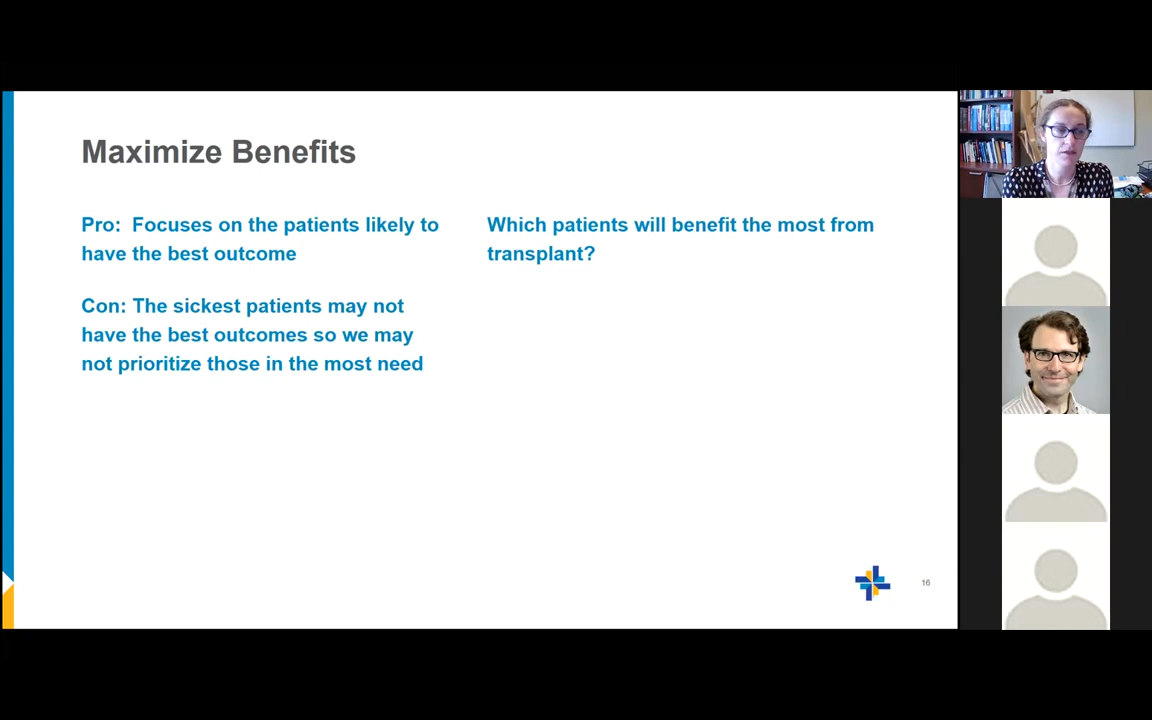 Maximize Benefits
Pro:  Focuses on the patients likely to
have the best outcome
Con: The sickest patients may not
have the best outcomes so we may
not prioritize those in the most need
Which patients will benefit the most from
transplant?
16